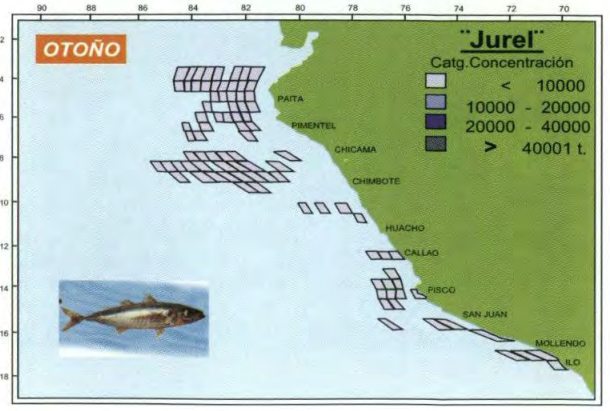 90 88 86 84 82 80 78 76 74 72 70
OTOÑO
"Jurel"
Catg.Concentración
< 10000
10000 - 20000
20000 - 40000
> 40001 t.
2
4
6
8
10
12
14
16
18
PAITA
PIMENTEL
CHICAMA
CHIMBOTE
HUACHO
CALLAO
PISCO
SAN JUAN
MOLLENDO
ILO